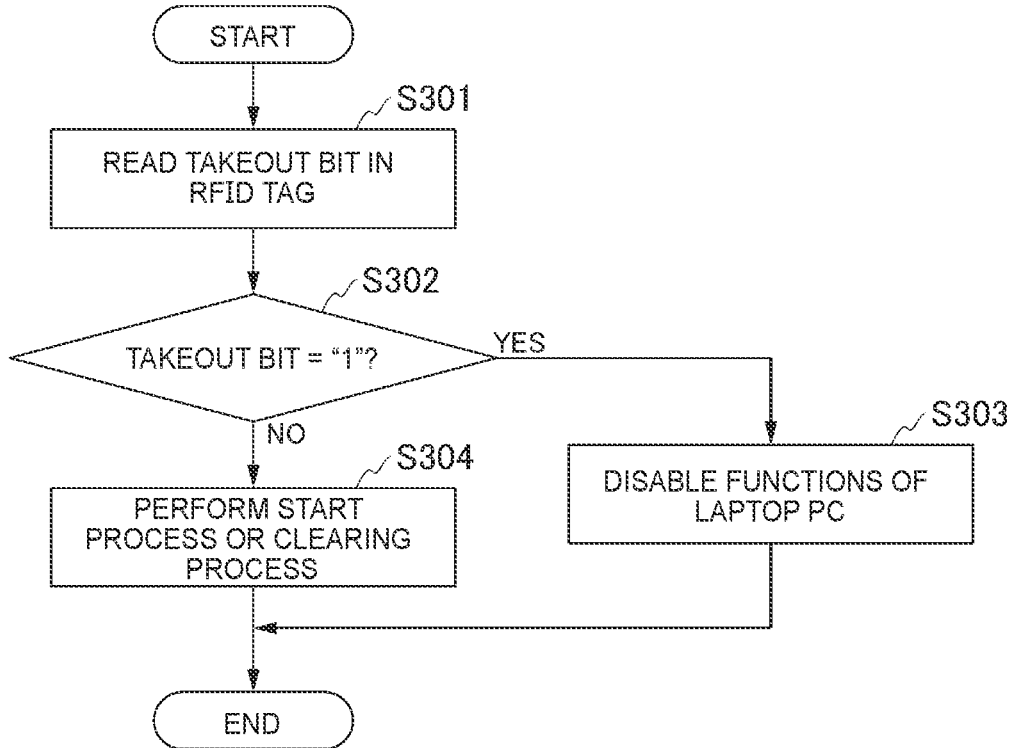 START
S301
READ TAKEOUT BIT IN
RFID TAG
S302
TAKEOUT BIT = “1”?
YES
NO
S303
DISABLE FUNCTIONS OF
LAPTOP PC
S304
PERFORM START
PROCESS OR CLEARING
PROCESS
END